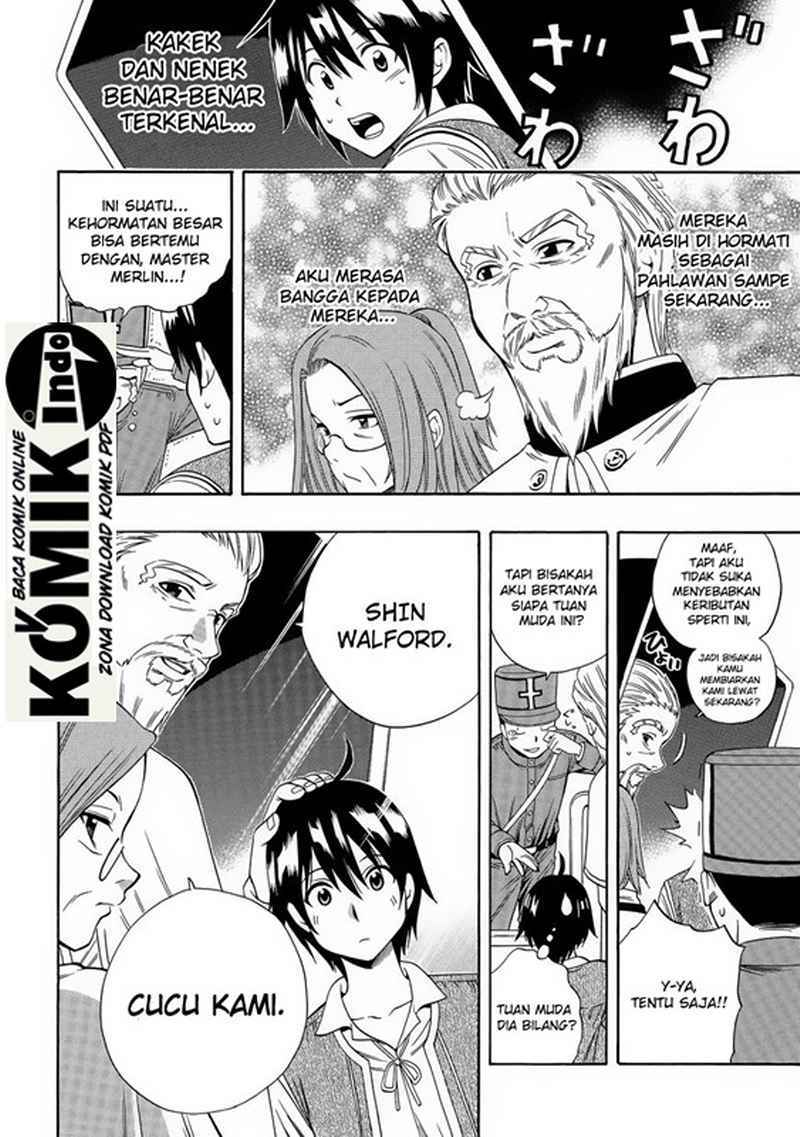 KAKEK
DAN NENEK
BENAR-BENAR
TERKENAL...
ざわ
ざわ
MEREKA
MASIH DI HORMATI
SEBAGAI
PAHLAWAN SAMPE
SEKARANG...
AKU MERASA
BANGGA KEPADA
MEREKA...
INI SUATU...
KEHORMATAN BESAR
BISA BERTEMU
DENGAN, MASTER
MERLIN...!
MAAF,
TAPI AKU
TIDAK SUKA
MENYEBABKAN
KERIBUTAN
SPERTI INI,
JADI BISAKAH
KAMU
MEMBIARKAN
KAMI LEWAT
SEKARANG?
Y-YA,
TENTU SAJA!!
TAPI BISAKAH
AKU BERTANYA
SIAPA TUAN
MUDA INI?
TUAN MUDA
DIA BILANG?
SHIN
WALFORD.
CUCU KAMI.
KOMIK Indo
BACA KOMIK ONLINE
ZONA DOWNLOAD KOMIK PDF